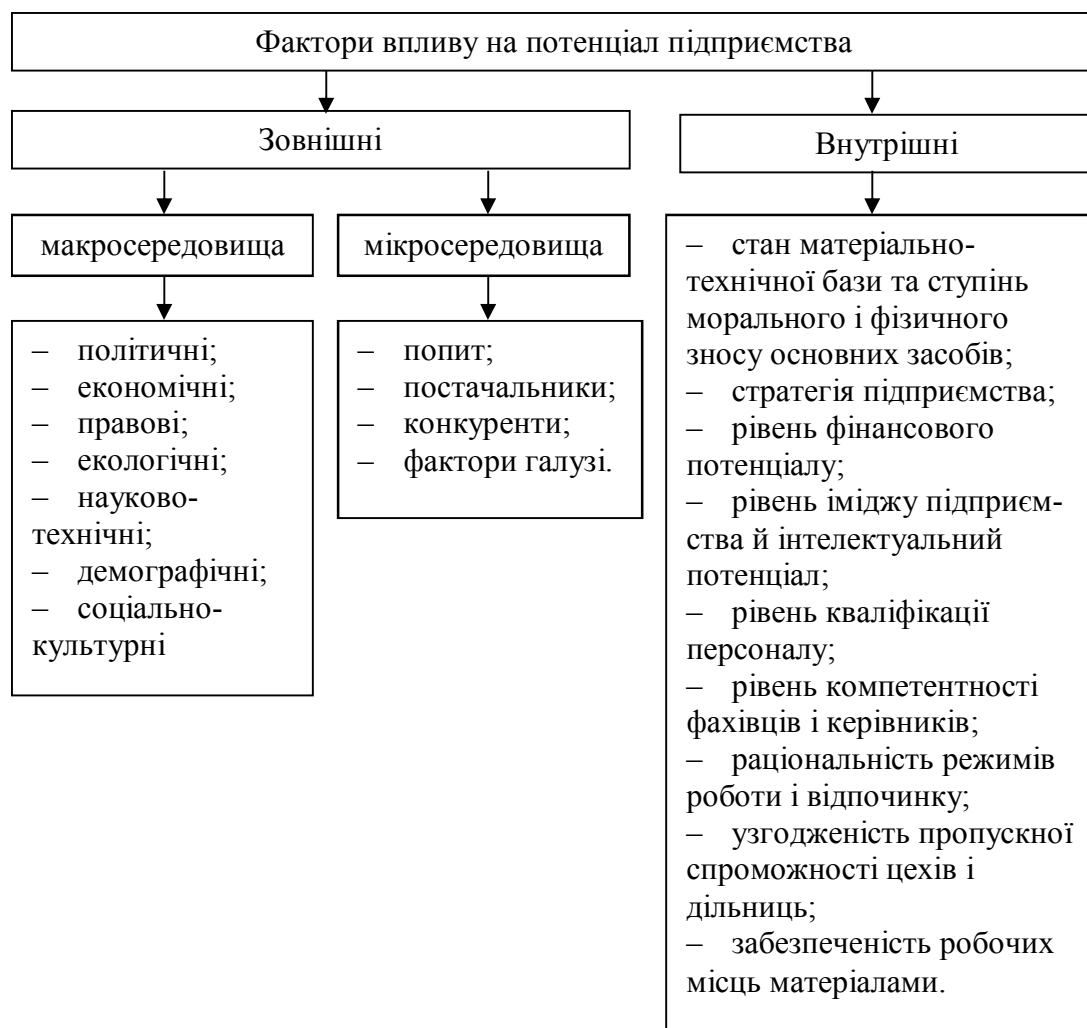 Фактори впливу на потенціал підприємства
Зовнішні
Внутрішні
макросередовища
мікросередовища
– політичні;
– економічні;
– правові;
– екологічні;
– науково-
технічні;
– демографічні;
– соціально-
культурні
– попит;
– постачальники;
– конкуренти;
– фактори галузі.
– стан матеріально-
технічної бази та ступінь
морального і фізичного
зносу основних засобів;
– стратегія підприємства;
– рівень фінансового
потенціалу;
– рівень іміджу підприєм-
ства й інтелектуальний
потенціал;
– рівень кваліфікації
персоналу;
– рівень компетентності
фахівців і керівників;
– раціональність режимів
роботи і відпочинку;
– узгодженість пропускної
спроможності цехів і
дільниць;
– забезпеченість робочих
місць матеріалами.